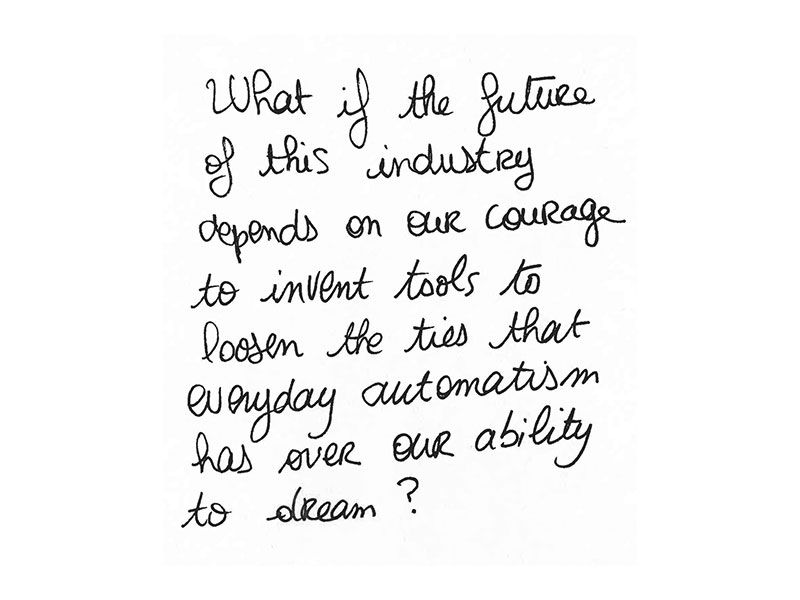 What if the future
of this industry
depends on our courage
to invent tools to
loosen the ties that
everyday automatism
has over our ability
to dream?